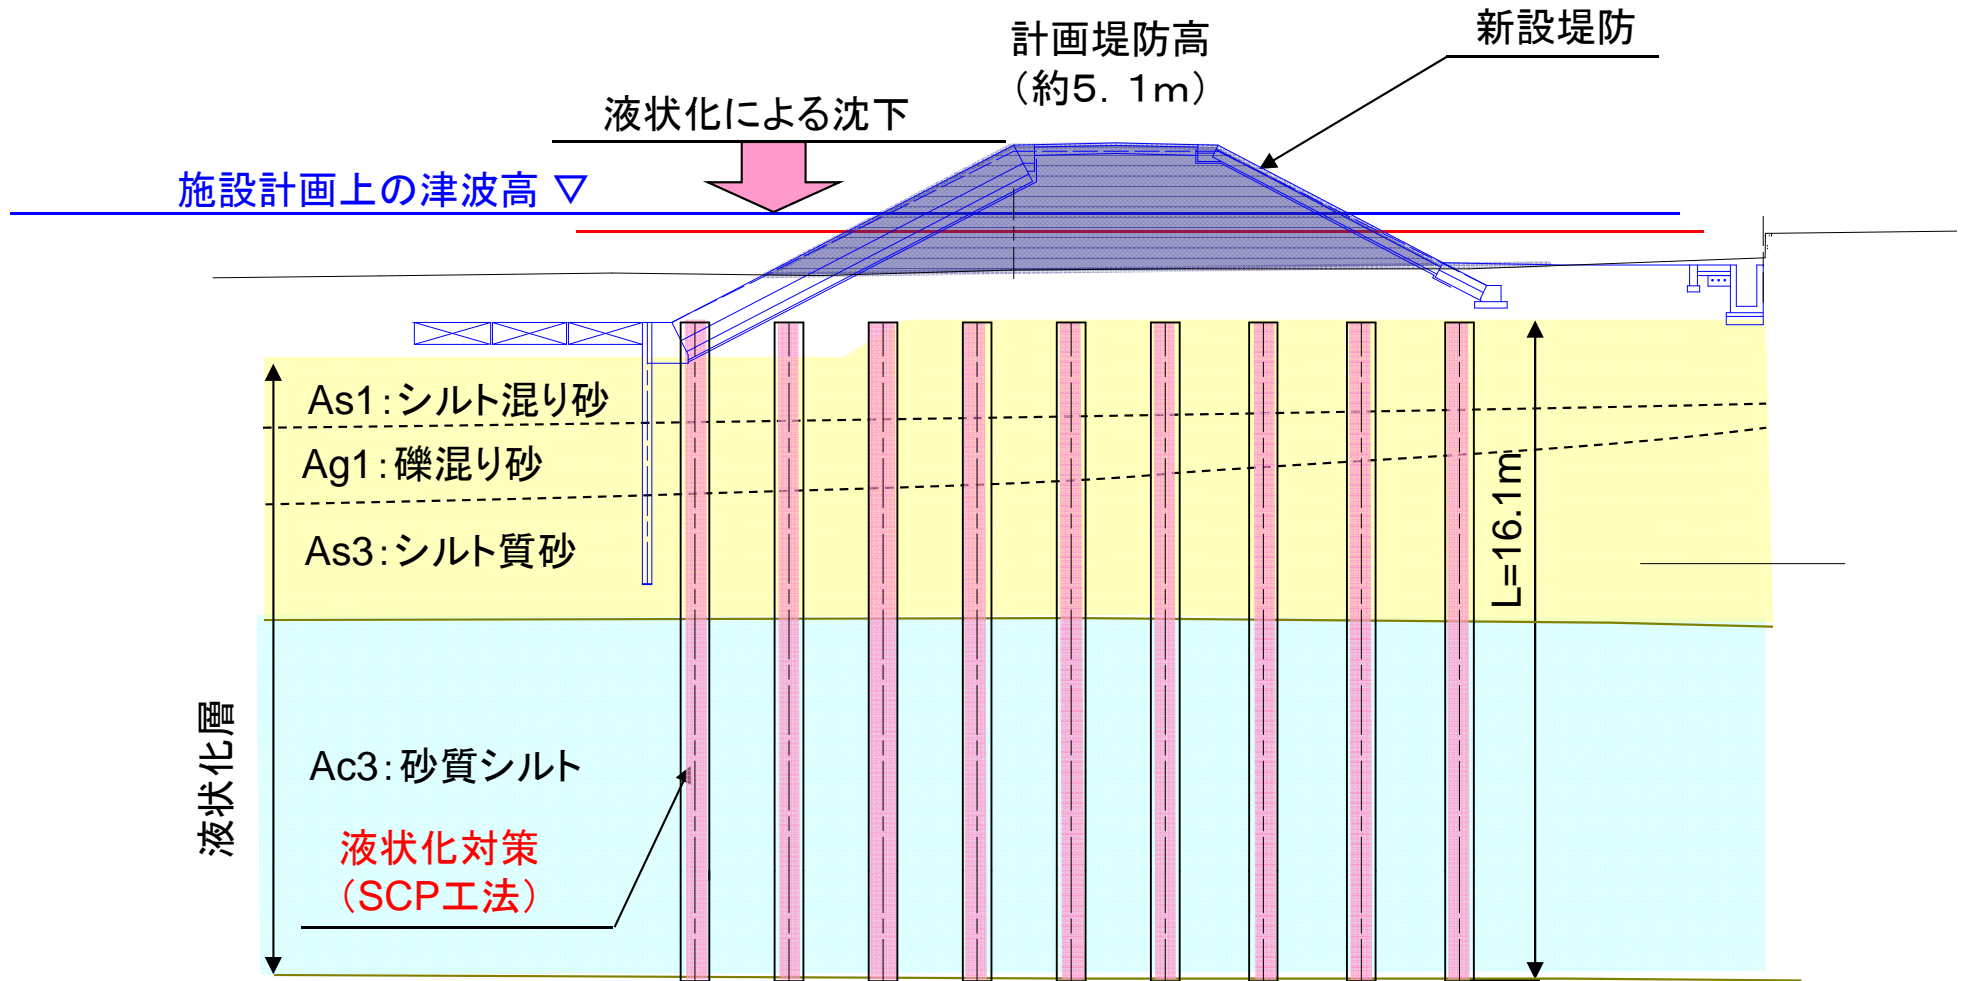 新設堤防
計画堤防高
（約5．1m）
液状化による沈下
施設計画上の津波高 ▽
As1：シルト混り砂
Ag1：礫混り砂
As3：シルト質砂
L=16.1m
液状化層
Ac3：砂質シルト
液状化対策
（SCP工法）